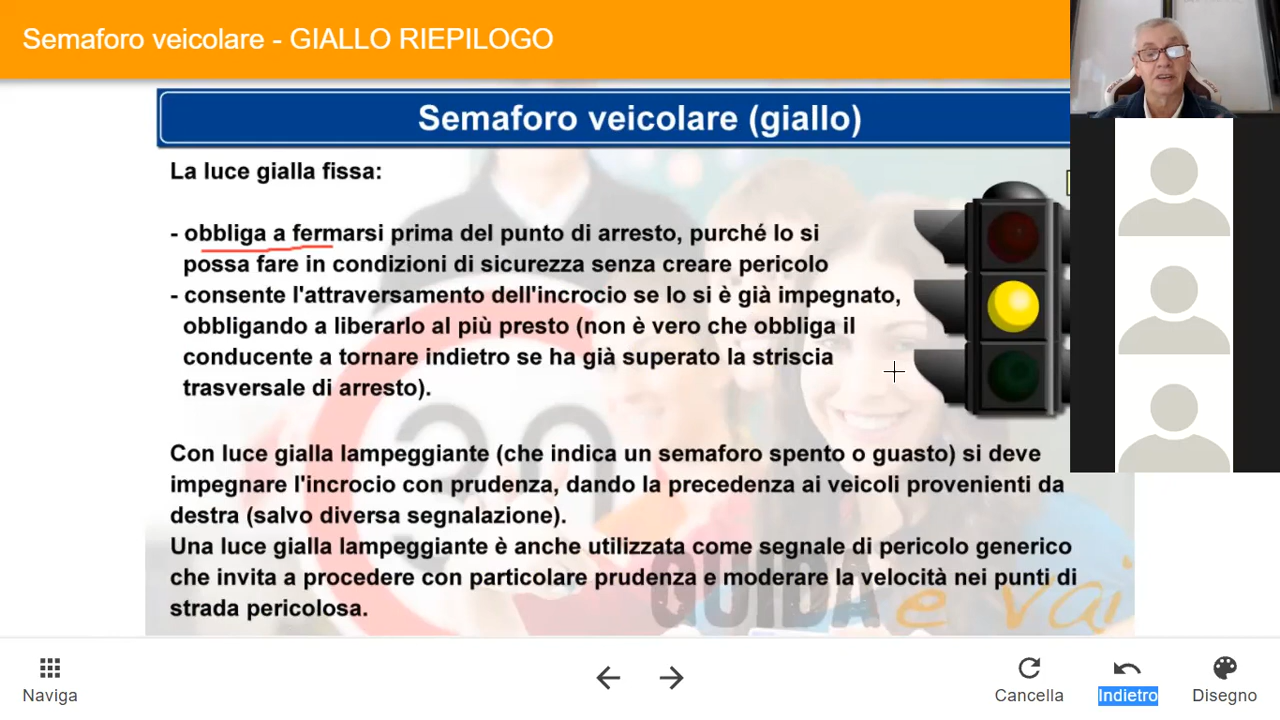 Semaforo veicolare - GIALLO RIEPILOGO
Semaforo veicolare (giallo)
La luce gialla fissa:
- obbliga a fermarsi prima del punto di arresto, purché lo si
possa fare in condizioni di sicurezza senza creare pericolo
- consente l'attraversamento dell'incrocio se lo si è già impegnato,
obbligando a liberarlo al più presto (non è vero che obbliga il
conducente a tornare indietro se ha già superato la striscia
trasversale di arresto).
Con luce gialla lampeggiante (che indica un semaforo spento o guasto) si deve
impegnare l'incrocio con prudenza, dando la precedenza ai veicoli provenienti da
destra (salvo diversa segnalazione).
Una luce gialla lampeggiante è anche utilizzata come segnale di pericolo generico
che invita a procedere con particolare prudenza e moderare la velocità nei punti di
strada pericolosa.
30
GUIDA e vai
Naviga
Cancella
Indietro
Disegno